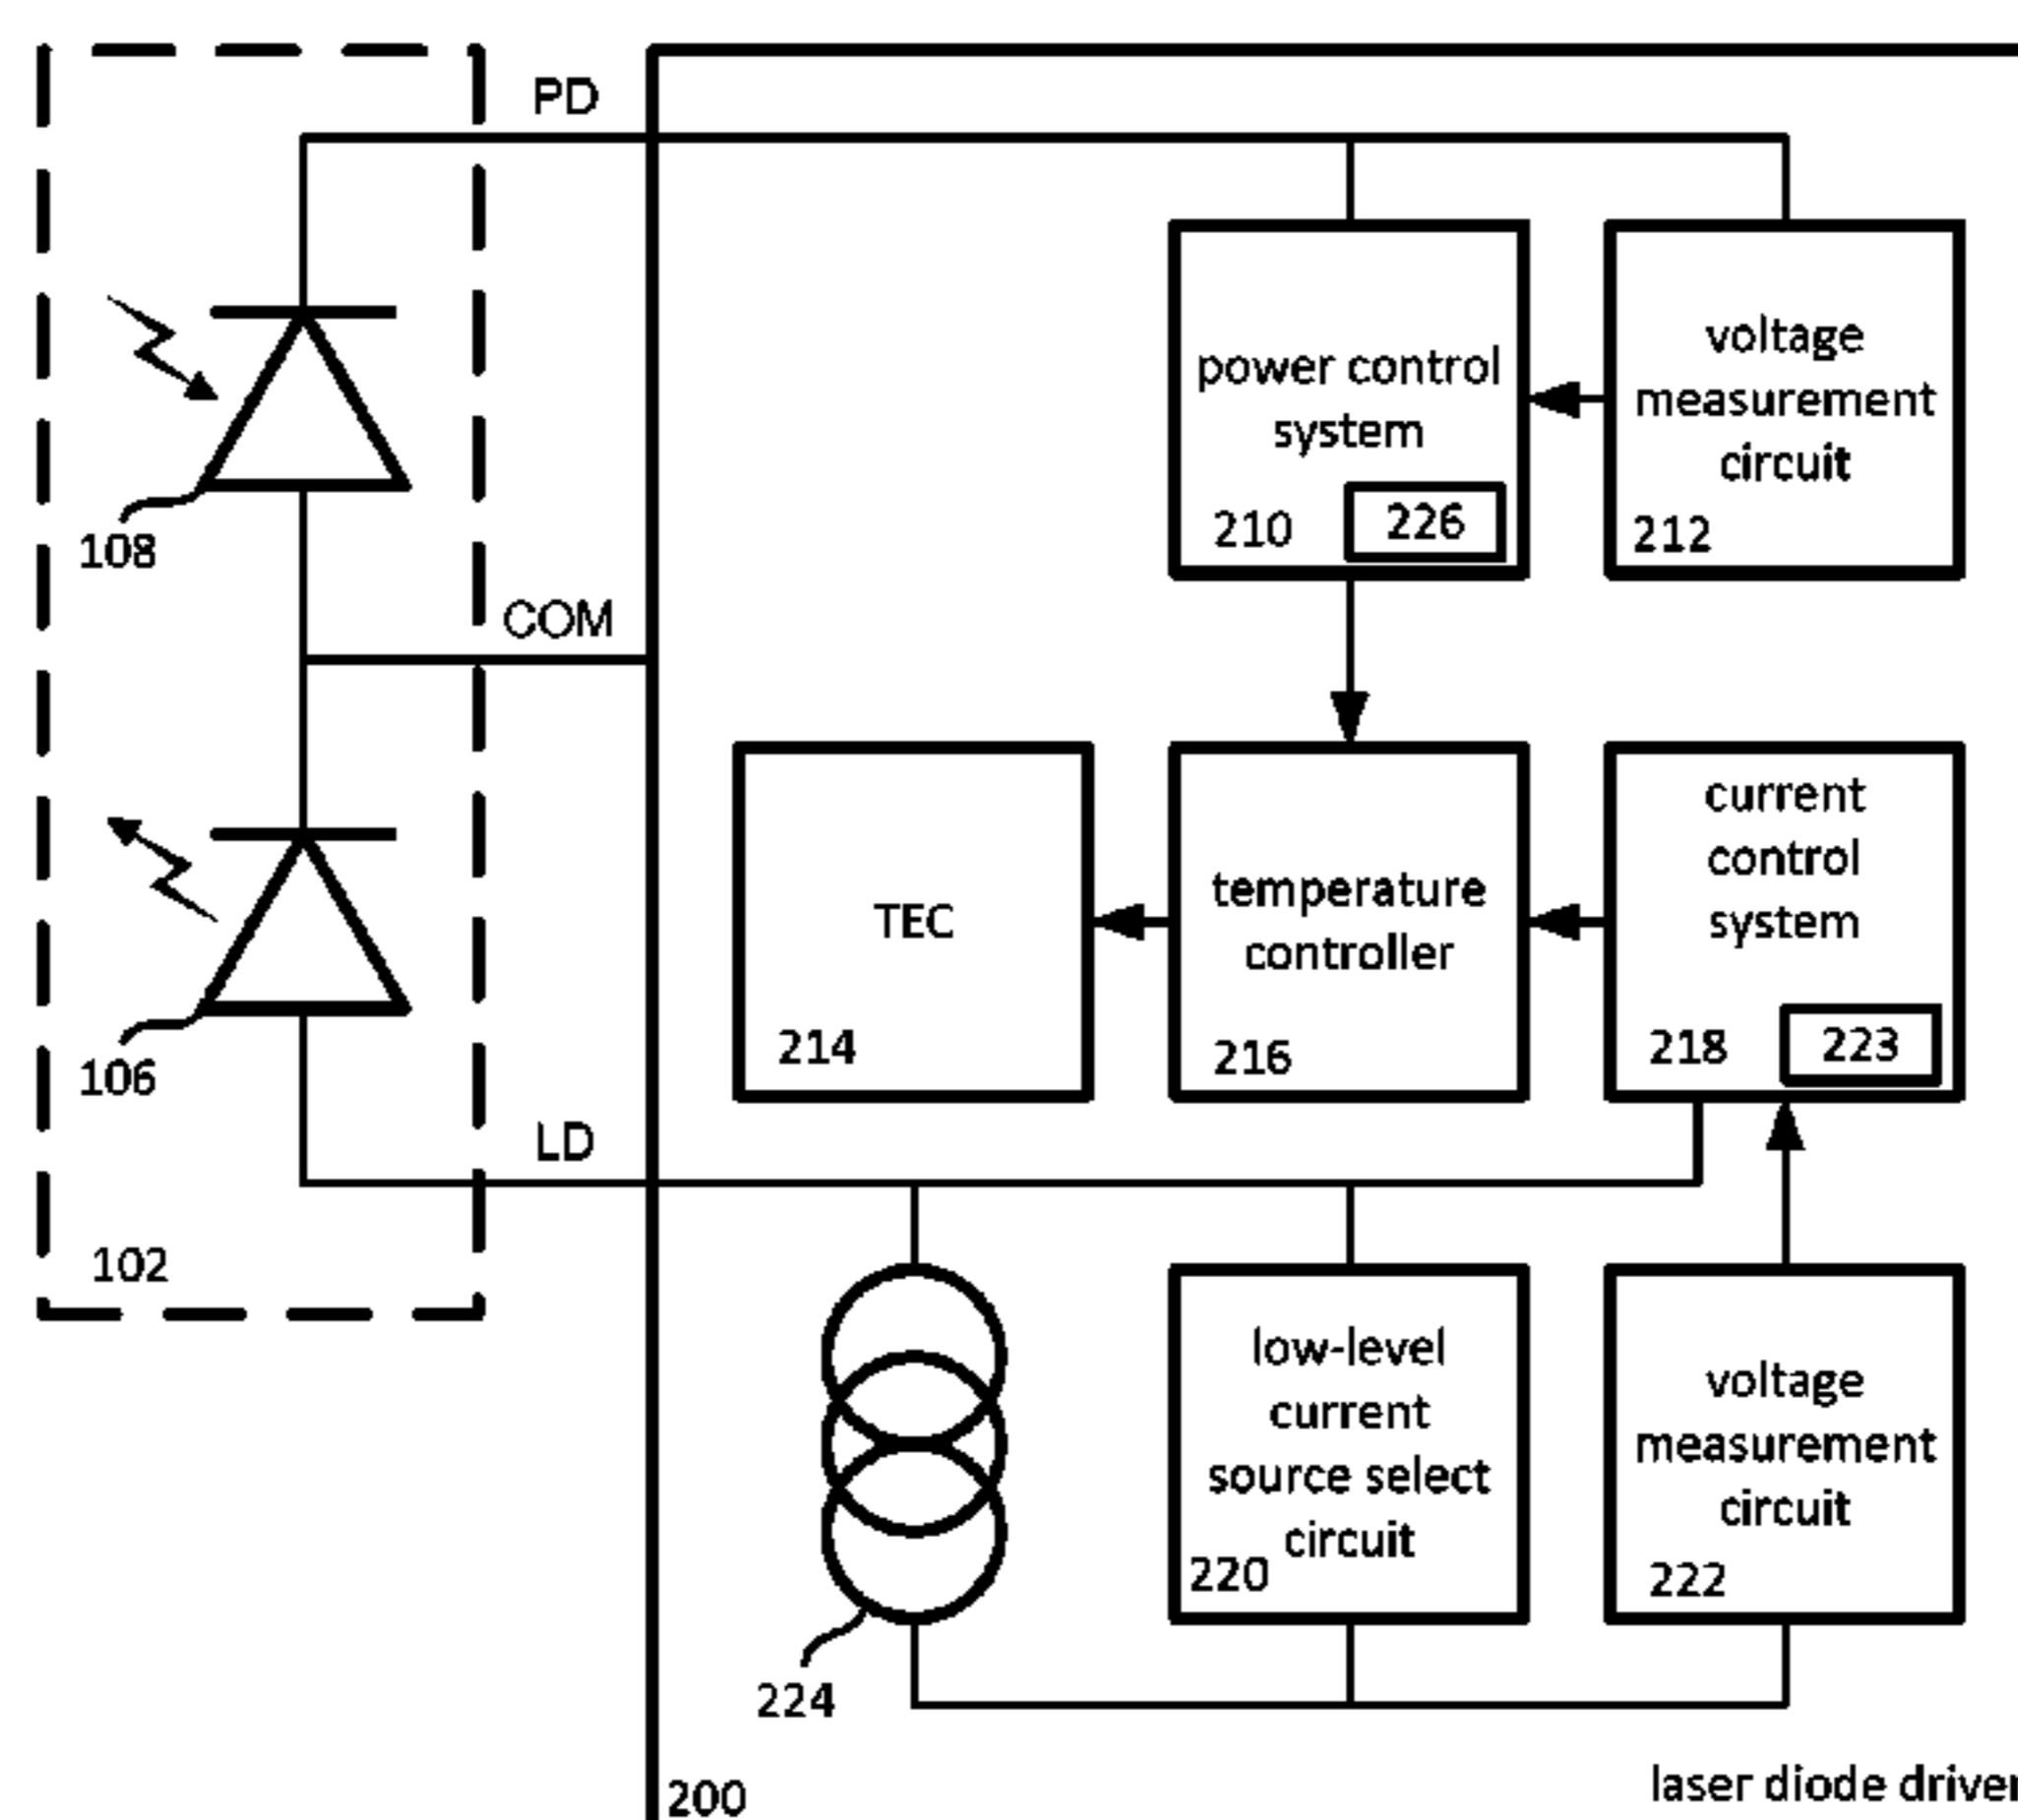 PD
power control
system
210
226
voltage
measurement
circuit
212
108
COM
TEC
214
temperature
controller
216
current
control
system
218
223
106
LD
102
224
low-level
current
source select
circuit
220
voltage
measurement
circuit
222
200
laser diode driver